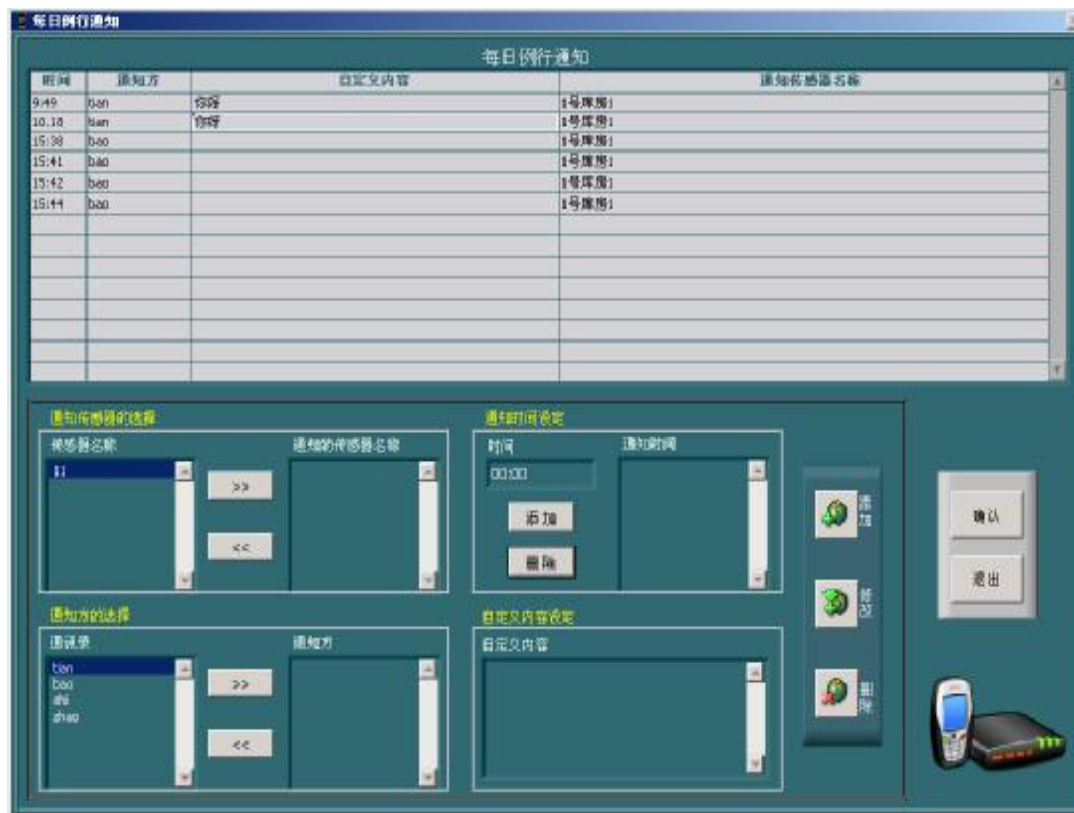 每日例行通知
每日例行通知
时间 通知方 自定义内容 通知传感器名称
9:49 tian 你好 1号库房1
10:18 tian 你好 1号库房1
15:38 bao 1号库房1
15:41 bao 1号库房1
15:42 bao 1号库房1
15:44 bao 1号库房1
通知传感器的选择
传感器名称 通知的传感器名称
>>
<<
通知时间设定
时间 通知时间
00:00
添加
删除
通知方的选择
通讯录 通知方
tian
bao
shi
zhao
>>
<<
自定义内容设定
自定义内容
添加
修改
删除
确认
退出